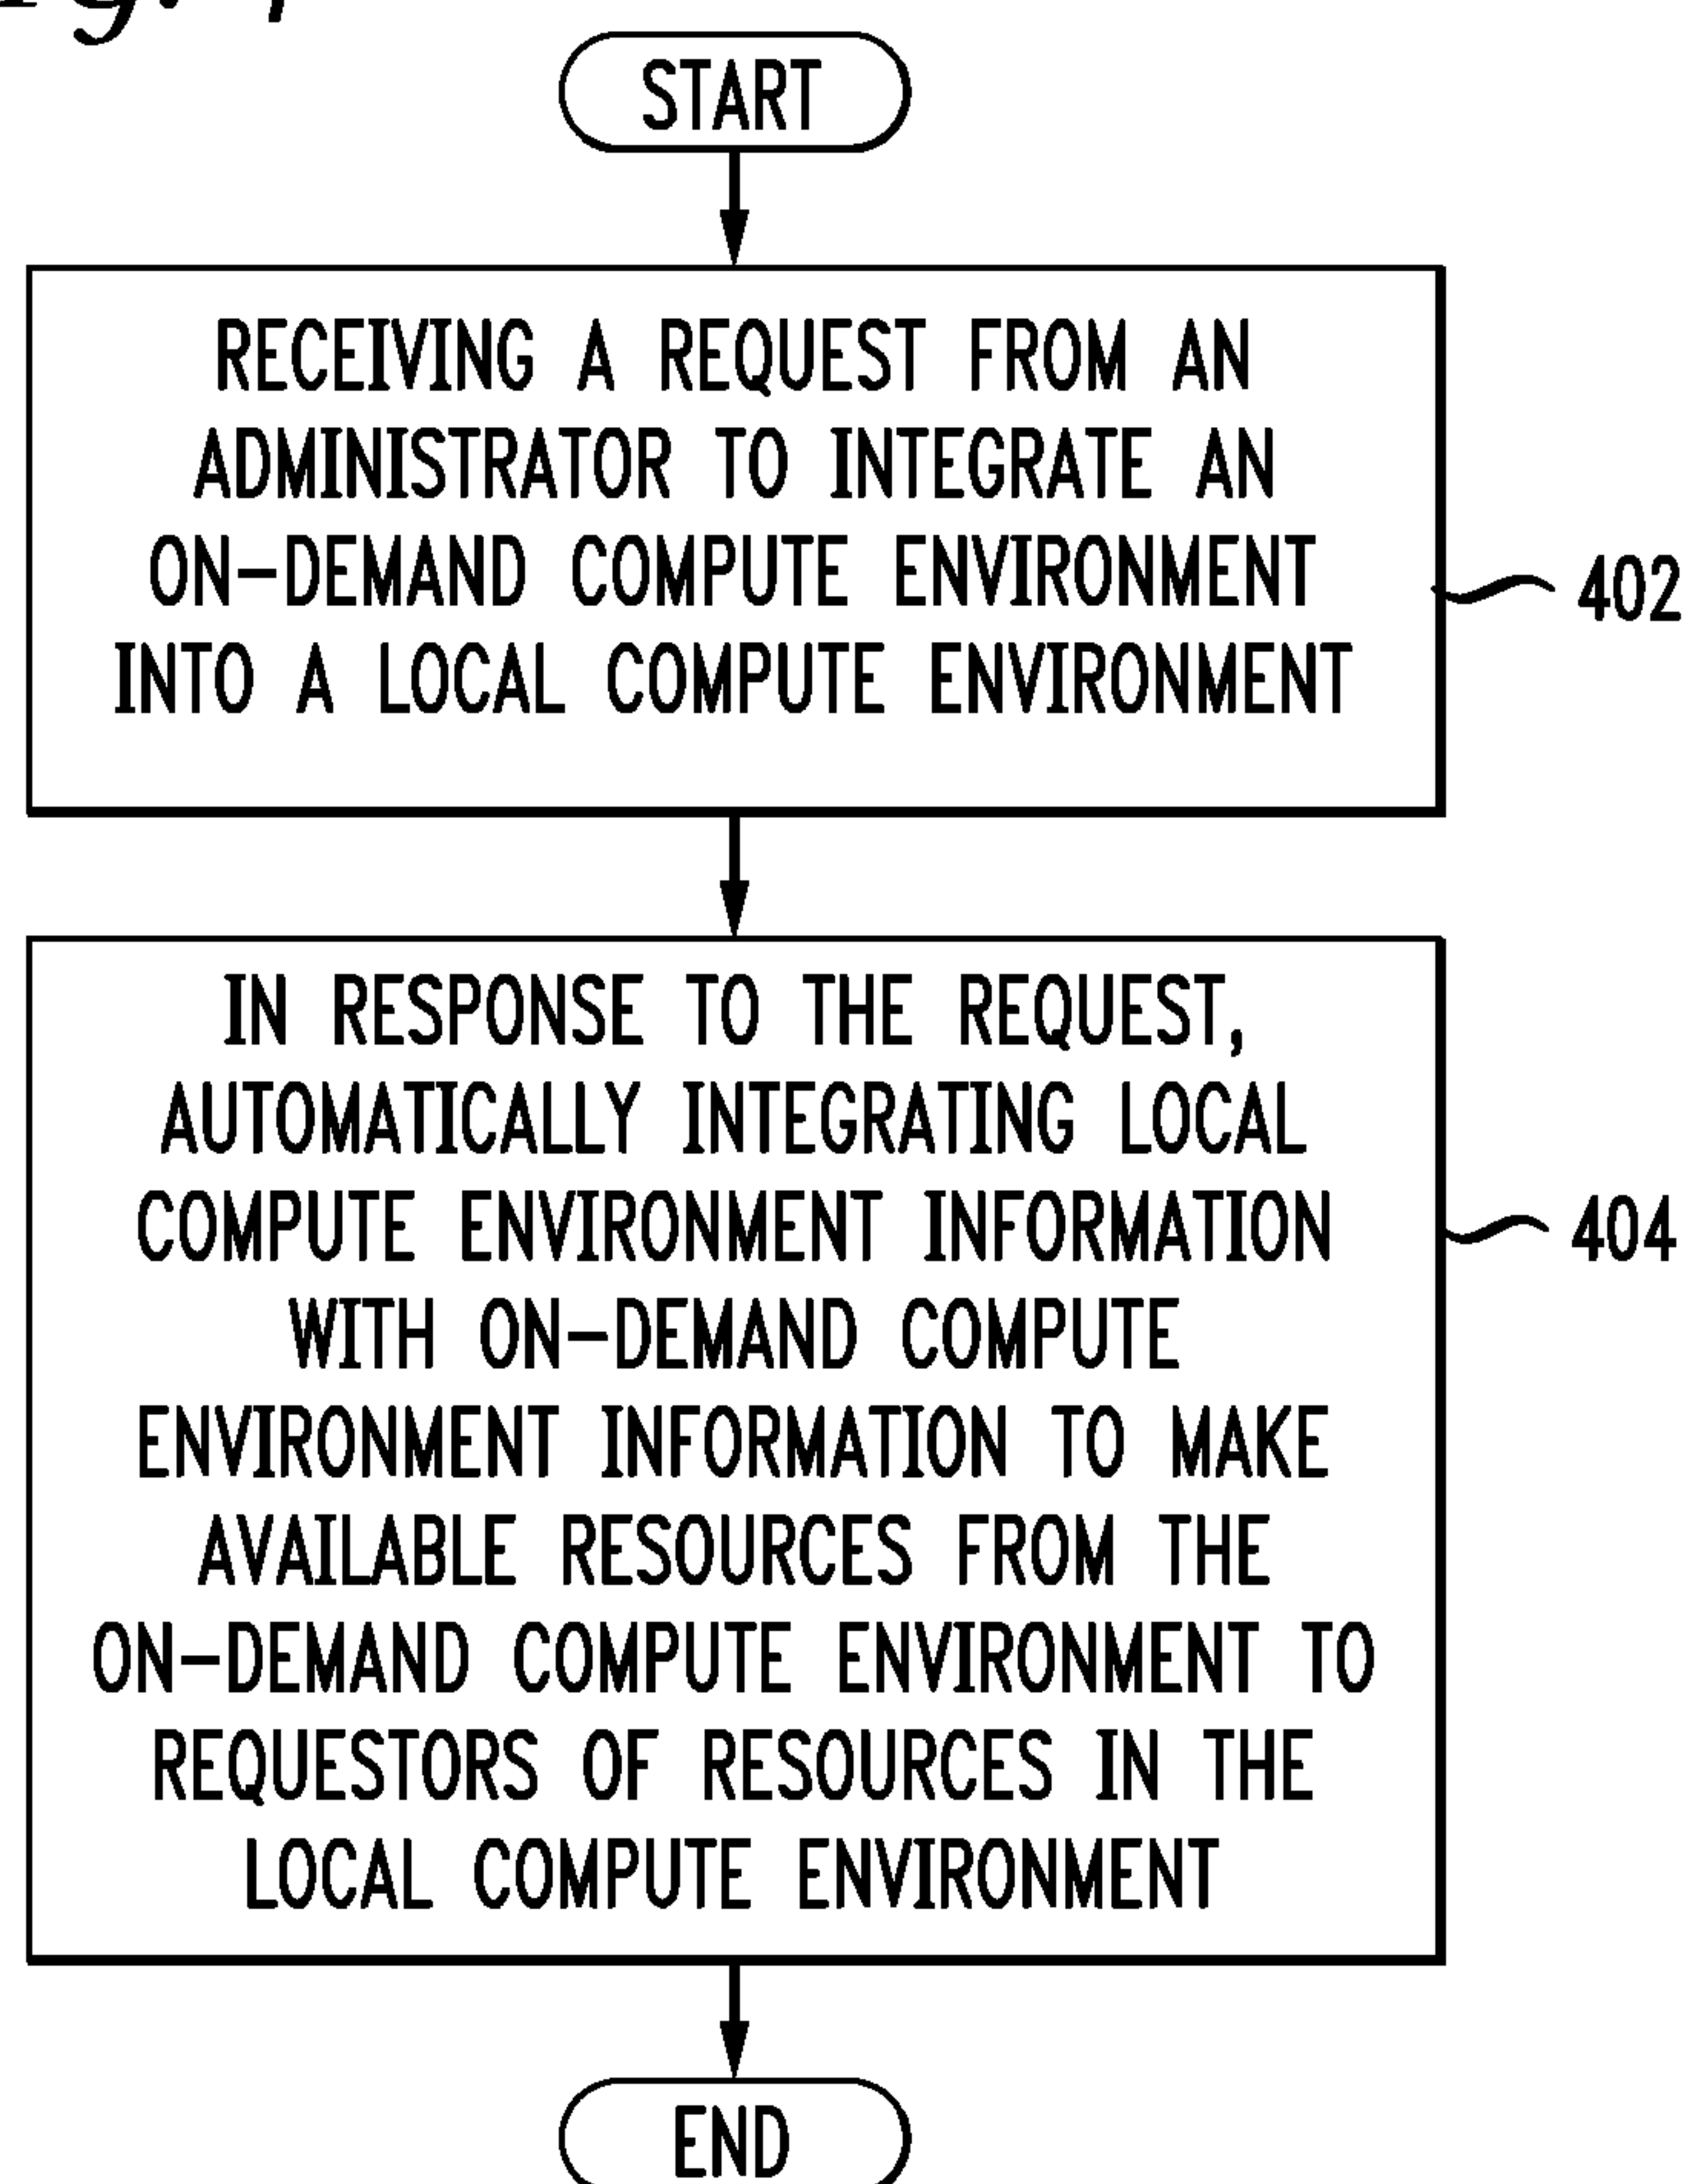 START
RECEIVING A REQUEST FROM AN
ADMINISTRATOR TO INTEGRATE AN
ON-DEMAND COMPUTE ENVIRONMENT
INTO A LOCAL COMPUTE ENVIRONMENT
402
IN RESPONSE TO THE REQUEST,
AUTOMATICALLY INTEGRATING LOCAL
COMPUTE ENVIRONMENT INFORMATION
WITH ON-DEMAND COMPUTE
ENVIRONMENT INFORMATION TO MAKE
AVAILABLE RESOURCES FROM THE
ON-DEMAND COMPUTE ENVIRONMENT TO
REQUESTORS OF RESOURCES IN THE
LOCAL COMPUTE ENVIRONMENT
404
END